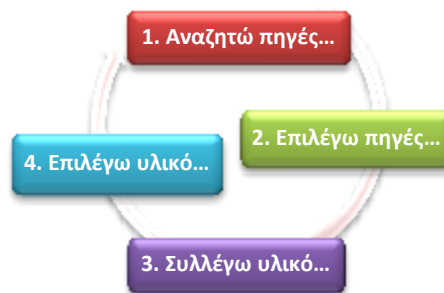 1. Αναζητώ πηγές...
2. Επιλέγω πηγές...
3. Συλλέγω υλικό...
4. Επιλέγω υλικό...